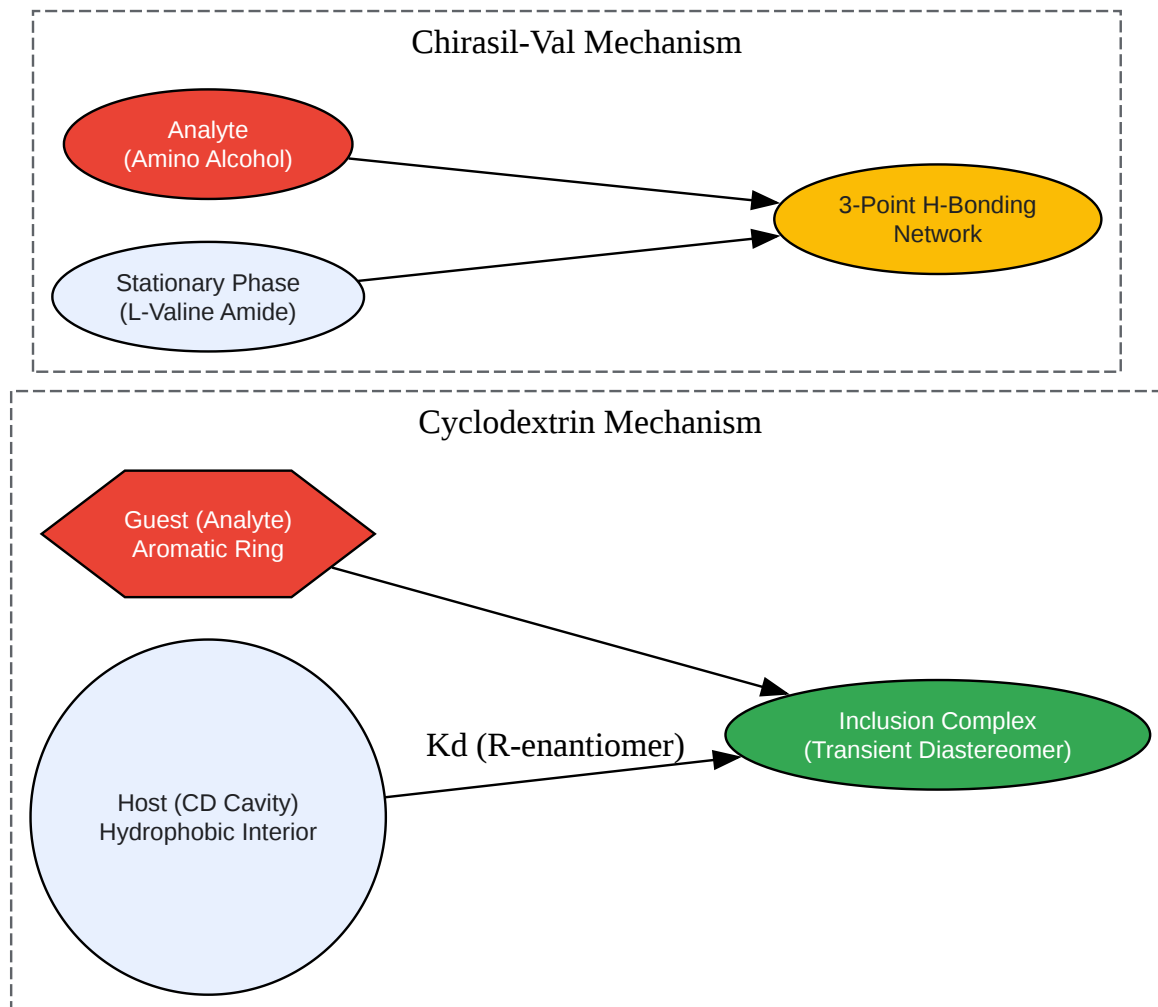 Chirasil-Val Mechanism
Analyte
(Amino Alcohol)
3-Point H-Bonding
Network
Stationary Phase
(L-Valine Amide)
Cyclodextrin Mechanism
Guest (Analyte)
Aromatic Ring
Kd (R-enantiomer)
Inclusion Complex
(Transient Diastereomer)
Host (CD Cavity)
Hydrophobic Interior